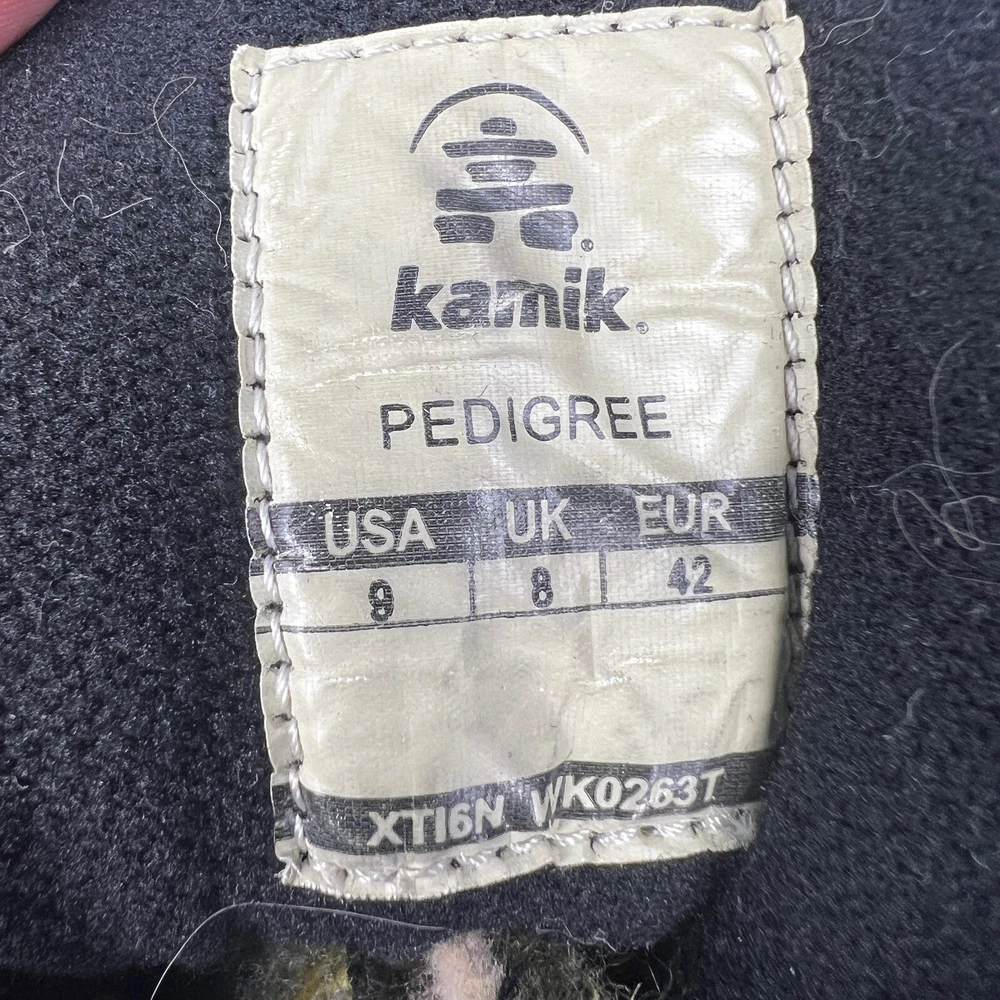 kamik®
PEDIGREE
USA UK EUR
9 8 42
XTI6N WK0263T